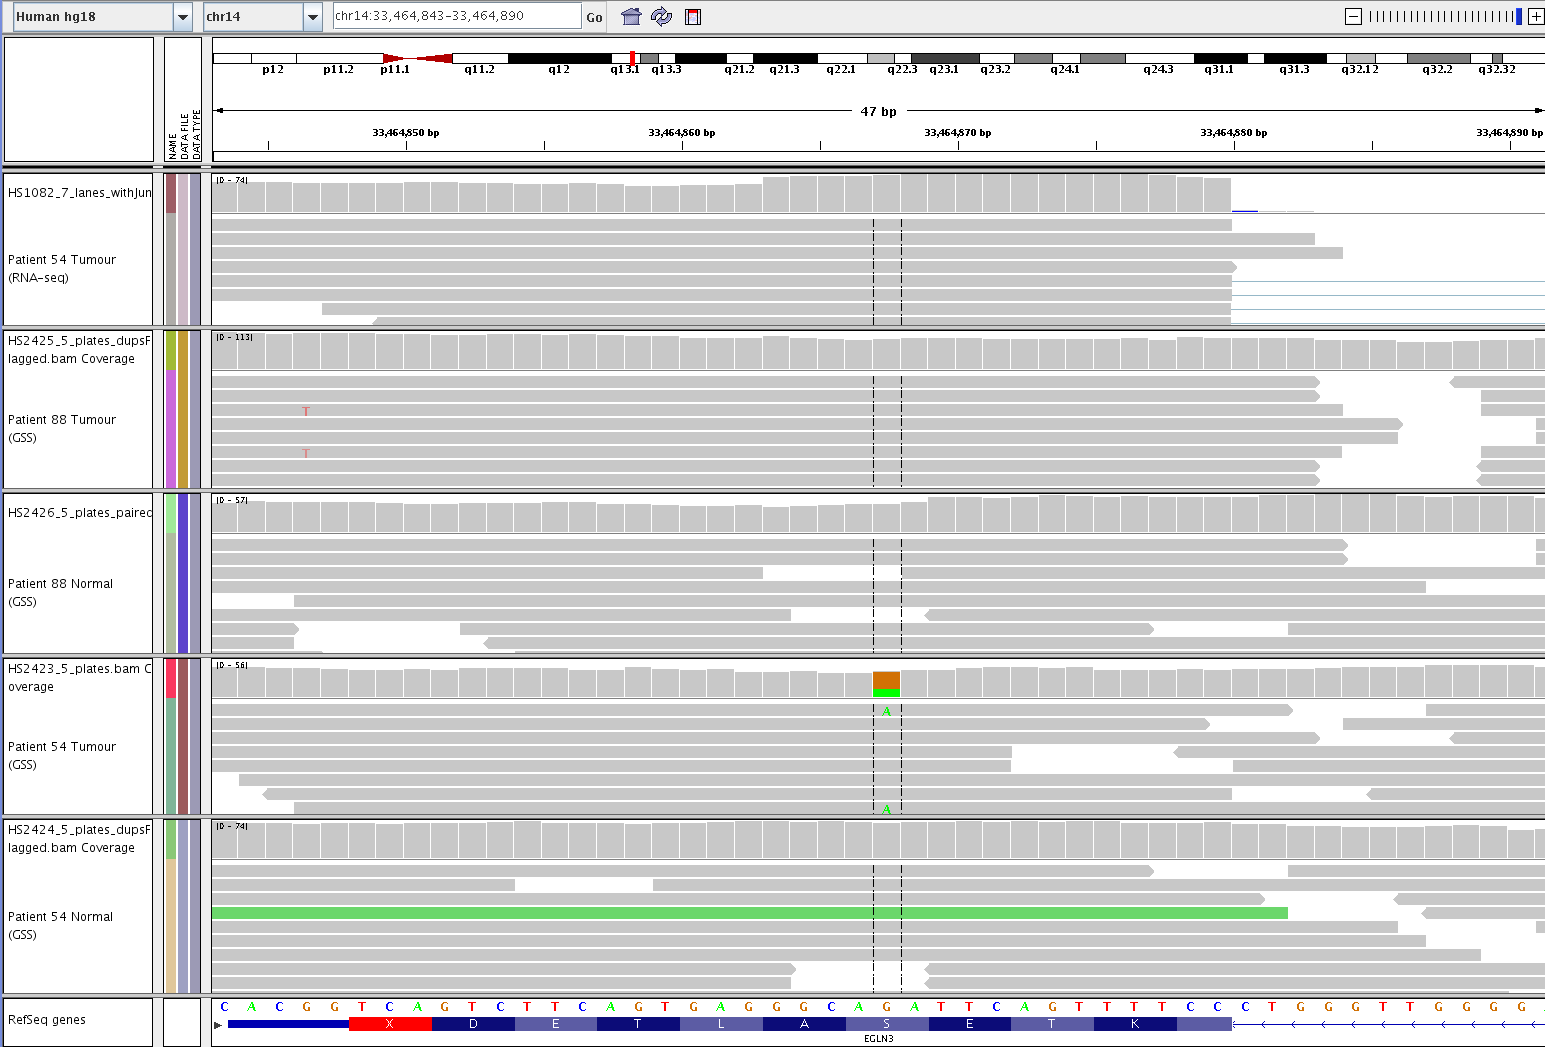 Human hg18 chr14 chr14:33,464,843-33,464,890 Go
p12 p11.2 p11.1 q11.2 q12 q13.1 q13.3 q21.2 q21.3 q22.1 q22.3 q23.1 q23.2 q24.1 q24.3 q31.1 q31.3 q32.12 q32.2 q32.32
47 bp
33,464,850 bp 33,464,860 bp 33,464,870 bp 33,464,880 bp 33,464,890 bp
NAME
DATA FILE
DATA TYPE
[0 - 74]
HS1082_7_lanes_withJun
Patient 54 Tumour
(RNA-seq)
[0 - 113]
HS2425_5_plates_dupsF
lagged.bam Coverage
T
Patient 88 Tumour
(GSS)
T
[0 - 57]
HS2426_5_plates_paired
Patient 88 Normal
(GSS)
[0 - 56]
HS2423_5_plates.bam C
overage
A
Patient 54 Tumour
(GSS)
A
[0 - 74]
HS2424_5_plates_dupsF
lagged.bam Coverage
Patient 54 Normal
(GSS)
C A C G G T C A G T C T T C A G T G A G G G C A G A T T C A G T T T T C C C T G G G T T G G G G
RefSeq genes
X D E T L A S E T K
EGLN3